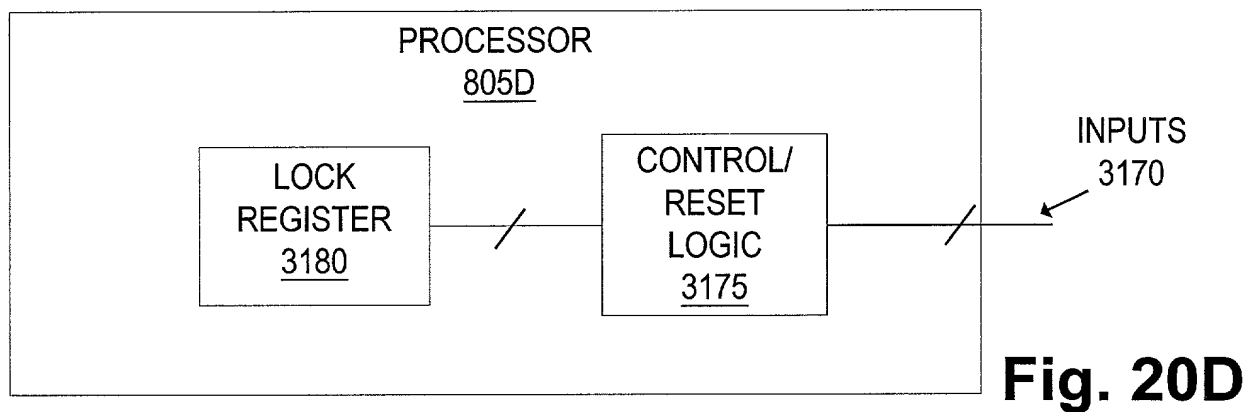 PROCESSOR
805D
LOCK
REGISTER
3180
CONTROL/
RESET
LOGIC
3175
INPUTS
3170
Fig. 20D